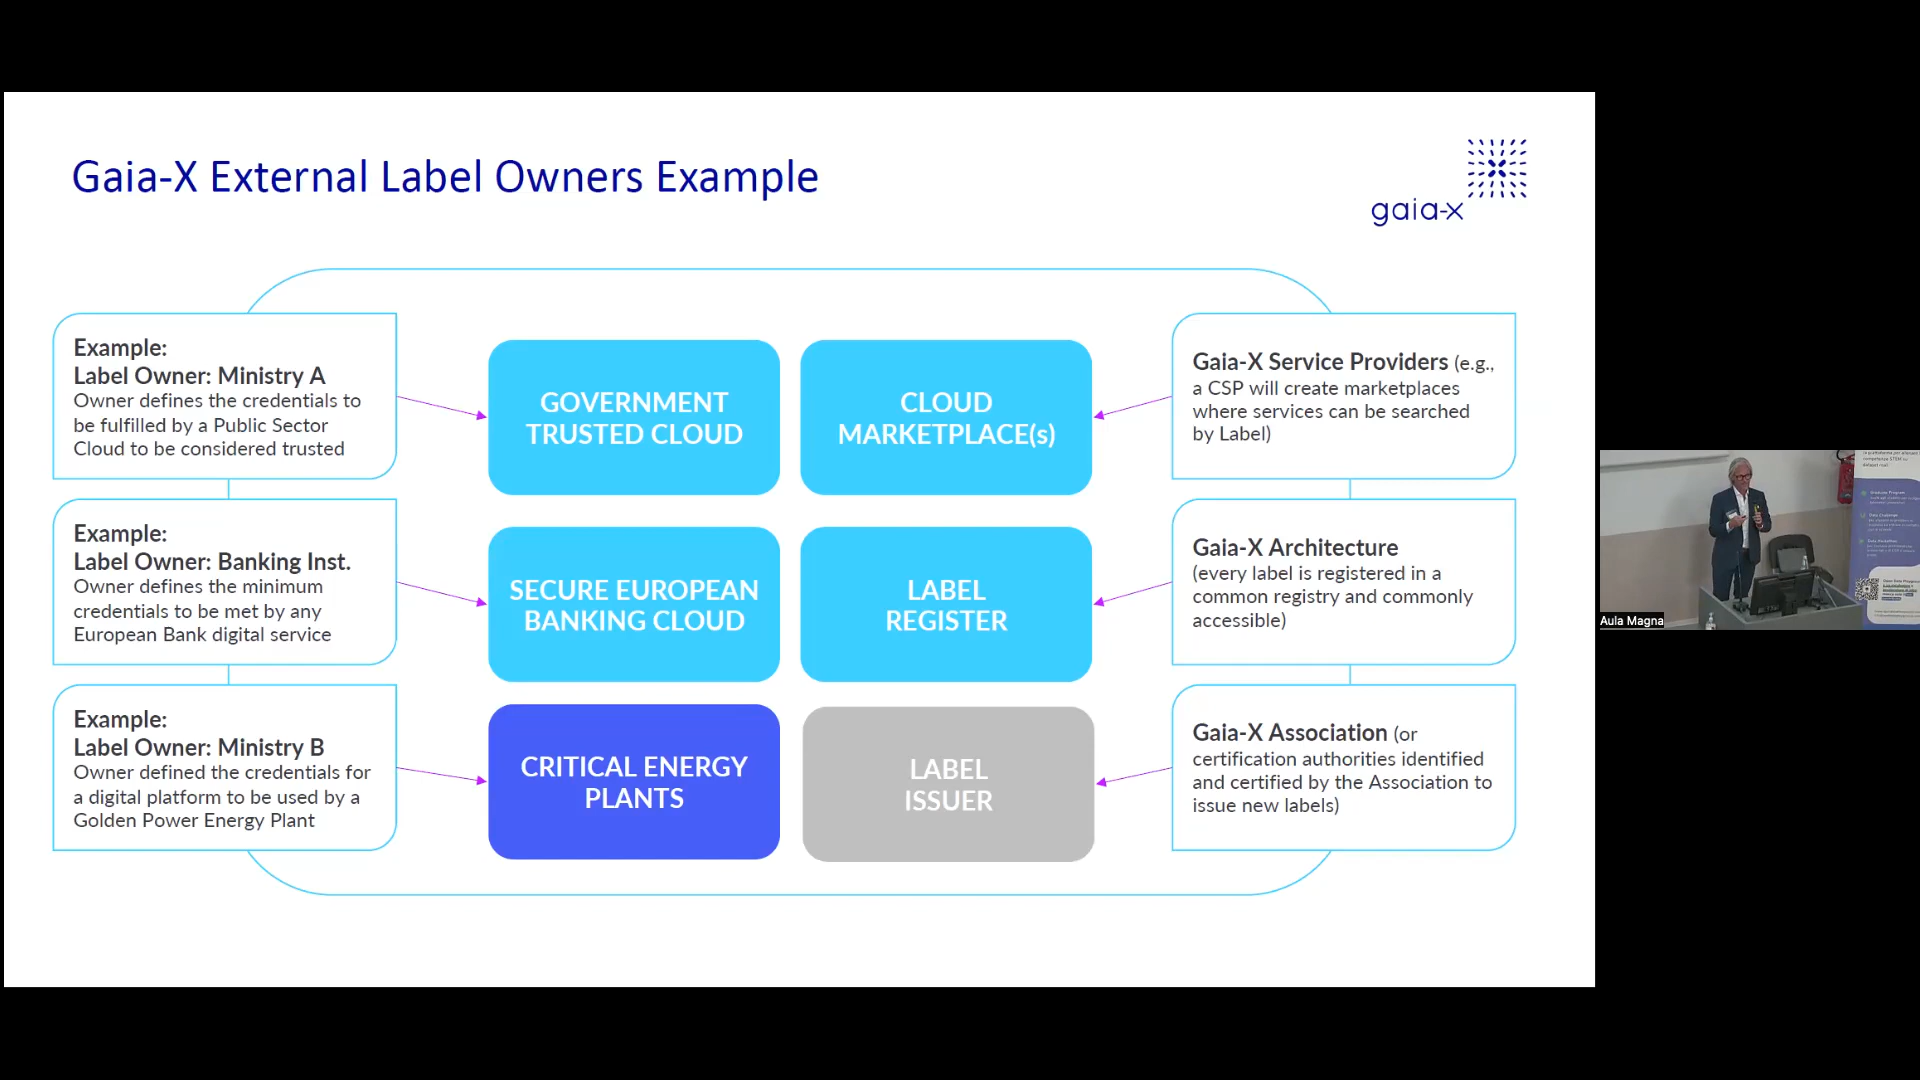 Gaia-X External Label Owners Example
gaia-x
Example:
Label Owner: Ministry A
Owner defines the credentials to
be fulfilled by a Public Sector
Cloud to be considered trusted
GOVERNMENT
TRUSTED CLOUD
CLOUD
MARKETPLACE(s)
Gaia-X Service Providers (e.g.,
a CSP will create marketplaces
where services can be searched
by Label)
Example:
Label Owner: Banking Inst.
Owner defines the minimum
credentials to be met by any
European Bank digital service
SECURE EUROPEAN
BANKING CLOUD
LABEL
REGISTER
Gaia-X Architecture
(every label is registered in a
common registry and commonly
accessible)
Example:
Label Owner: Ministry B
Owner defined the credentials for
a digital platform to be used by a
Golden Power Energy Plant
CRITICAL ENERGY
PLANTS
LABEL
ISSUER
Gaia-X Association (or
certification authorities identified
and certified by the Association to
issue new labels)
Aula Magna